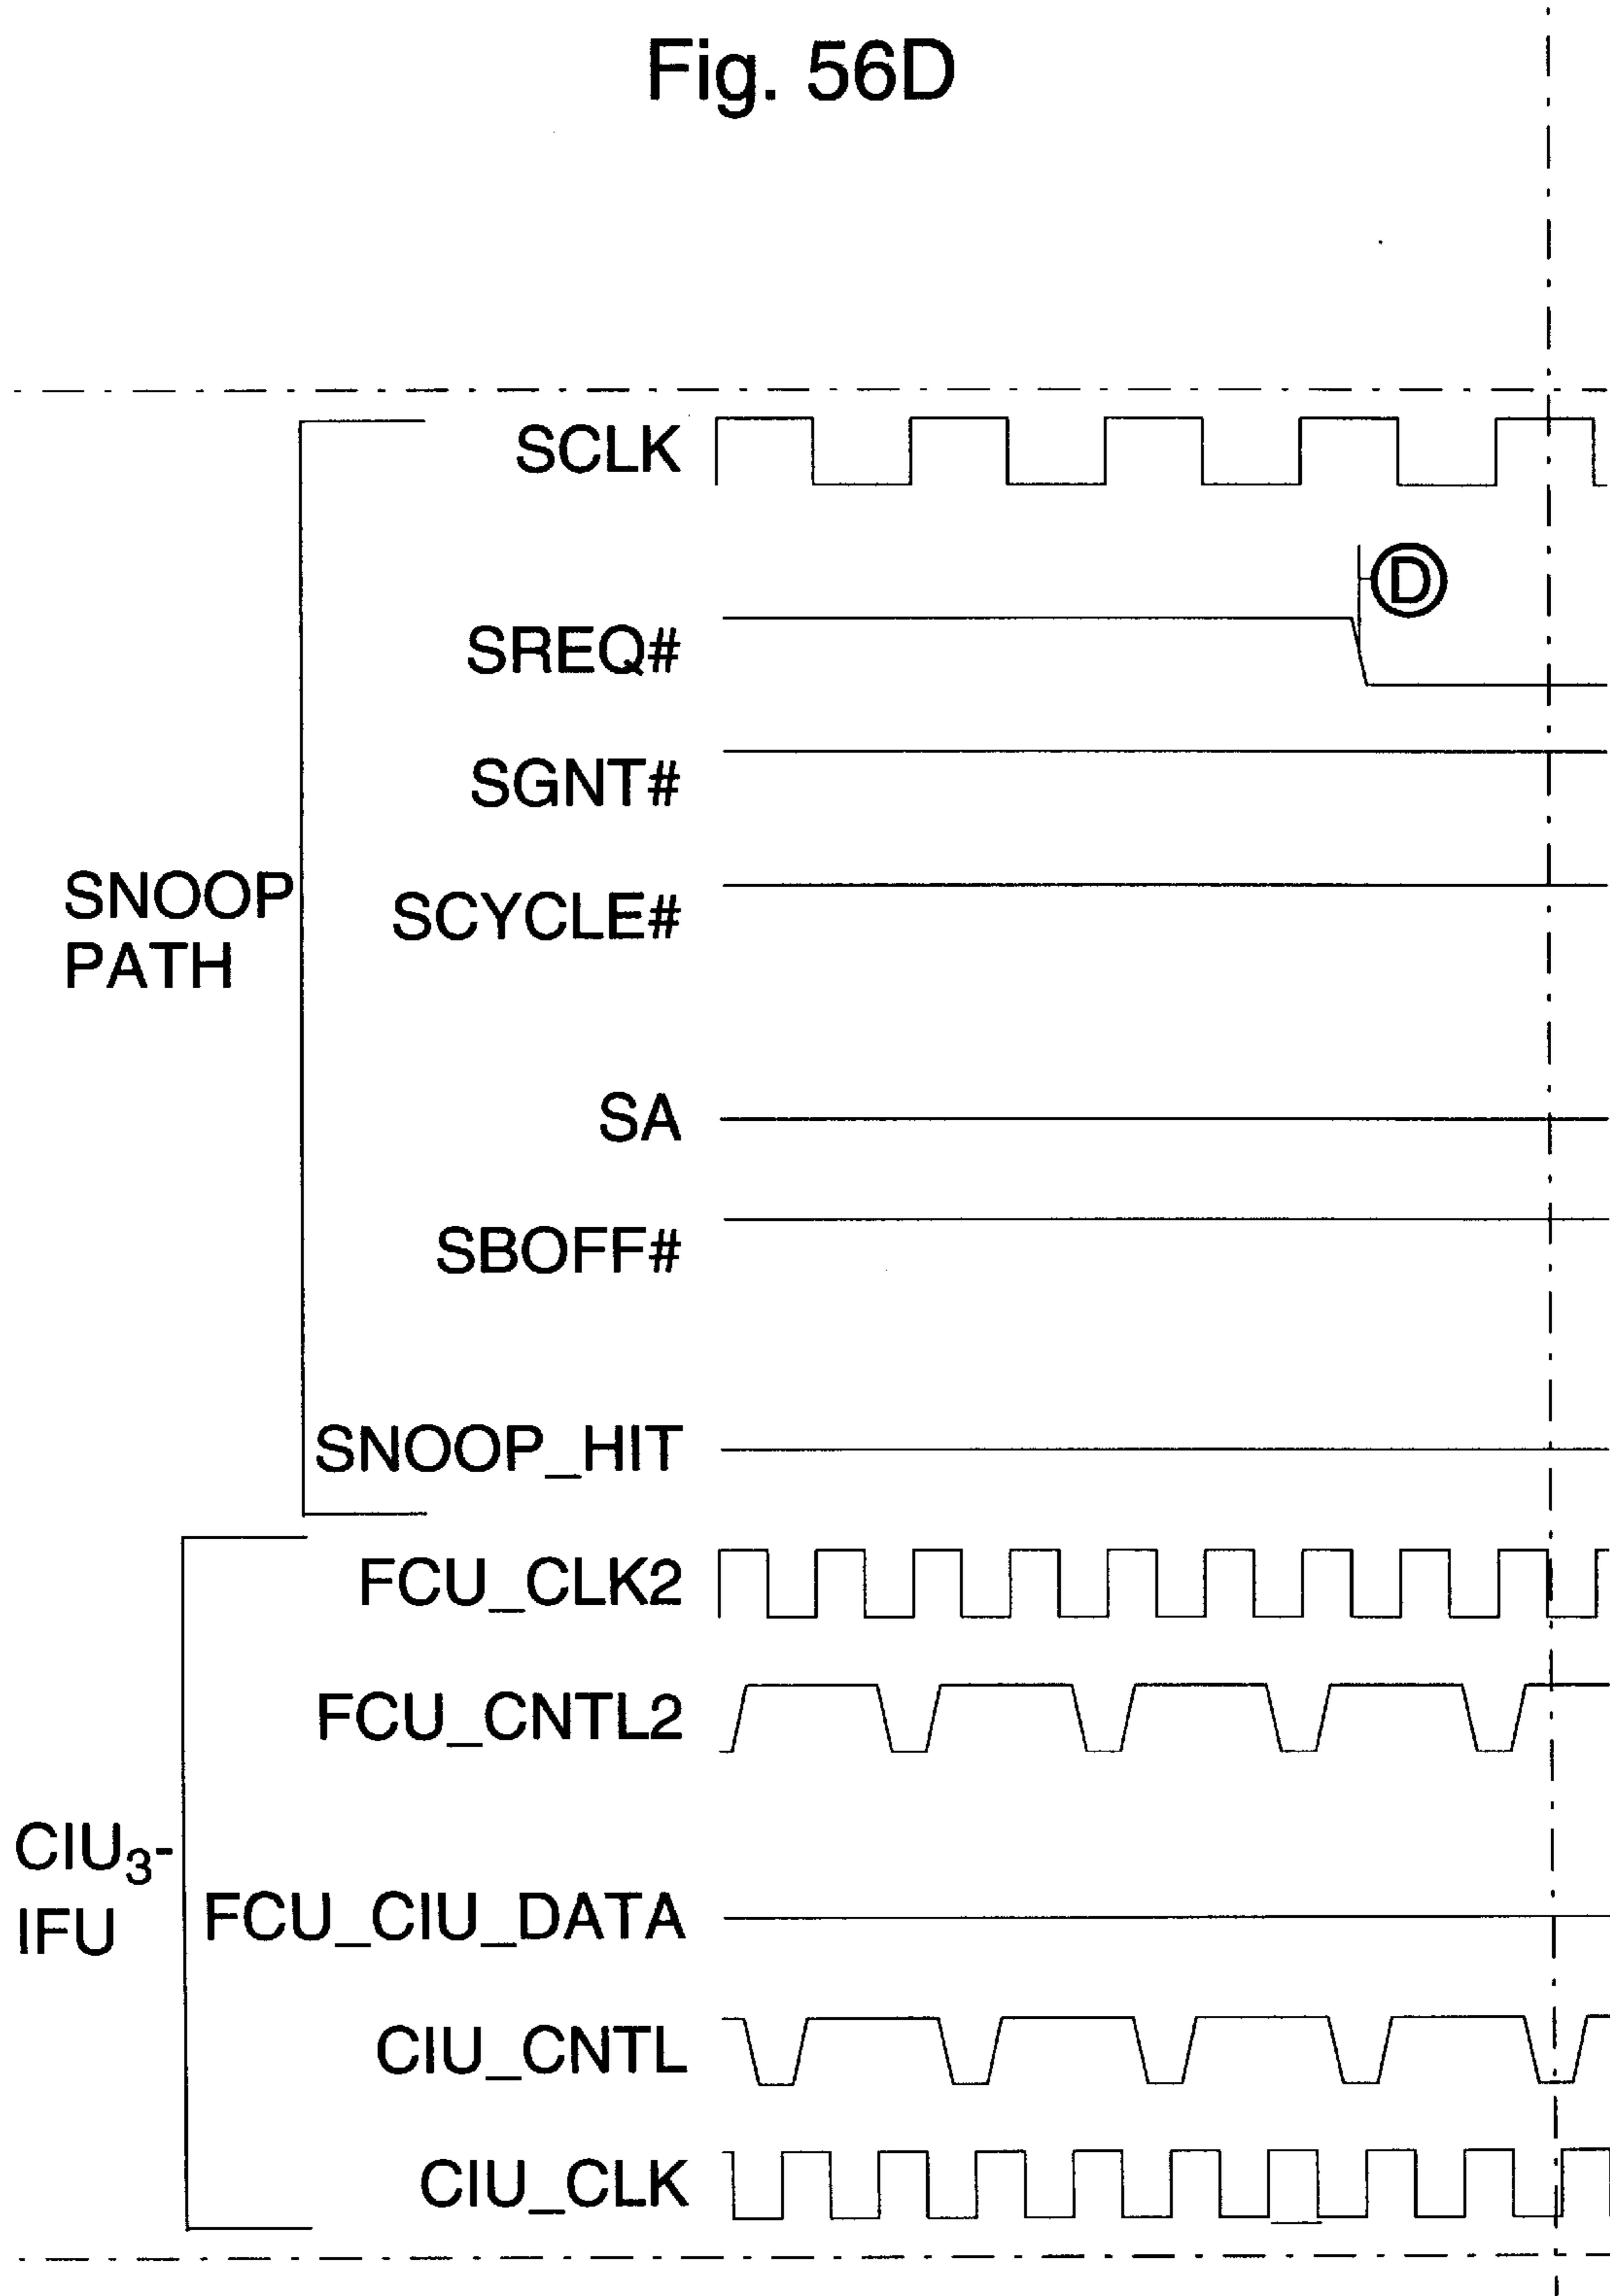 Fig. 56D
SCLK
D
SREQ#
SGNT#
SNOOP
PATH
SCYCLE#
SA
SBOFF#
SNOOP_HIT
FCU_CLK2
FCU_CNTL2
CIU₃-
IFU
FCU_CIU_DATA
CIU_CNTL
CIU_CLK